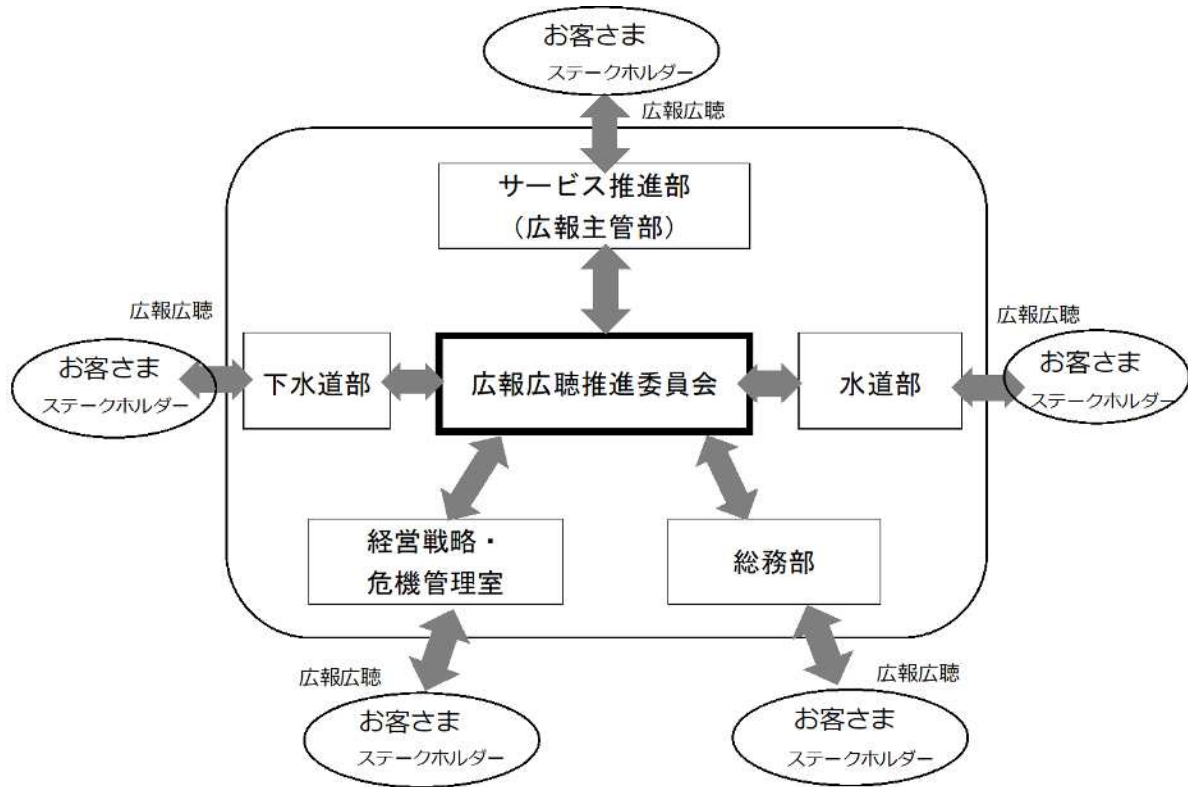 お客さま
ステークホルダー
広報広聴
サービス推進部
（広報主管部）
広報広聴
お客さま
ステークホルダー
下水道部
広報広聴推進委員会
水道部
広報広聴
お客さま
ステークホルダー
経営戦略・
危機管理室
総務部
広報広聴
お客さま
ステークホルダー
広報広聴
お客さま
ステークホルダー